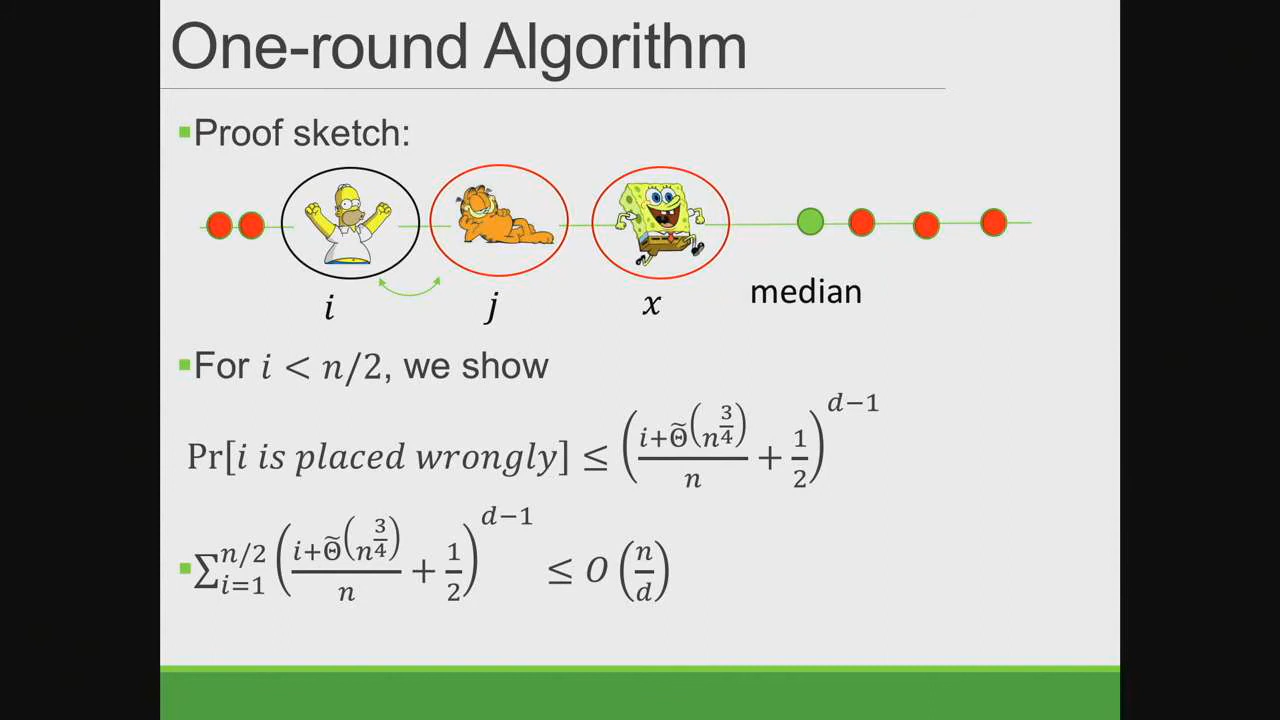 One-round Algorithm
Proof sketch:
i j x median
For i < n/2, we show
Pr[i is placed wrongly] ≤ ( (i+Θ̃(n^{3/4}))/n + 1/2 )^{d−1}
∑_{i=1}^{n/2} ( (i+Θ̃(n^{3/4}))/n + 1/2 )^{d−1} ≤ O(n/d)